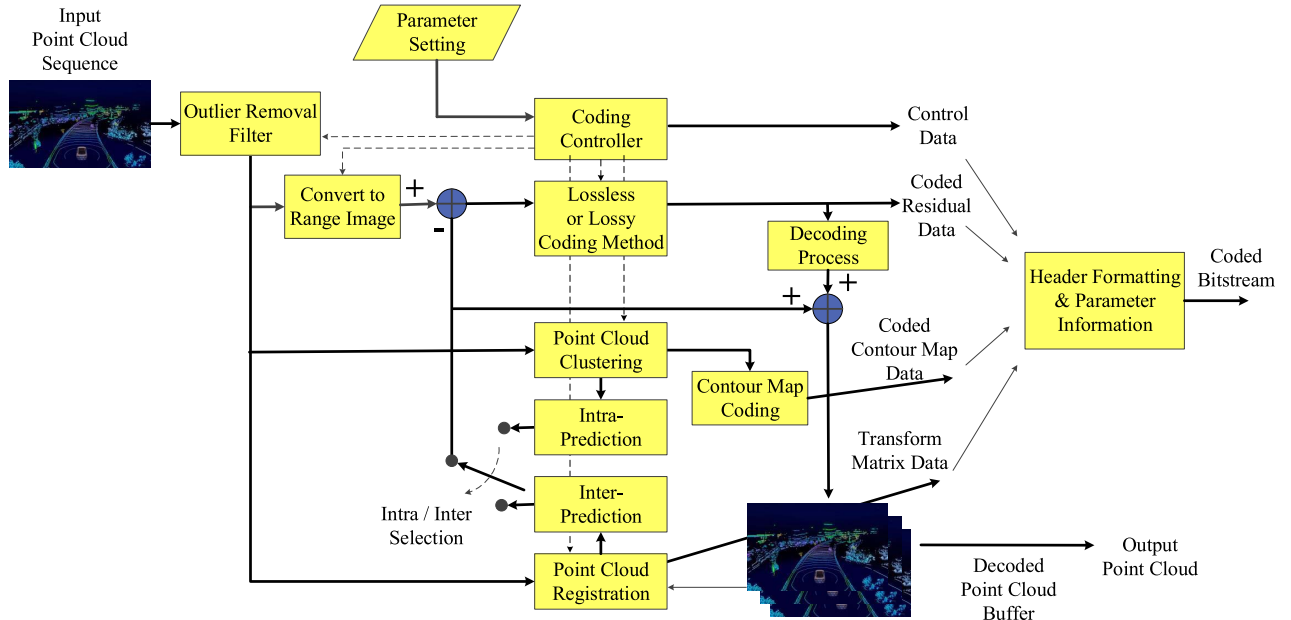 Input
Point Cloud
Sequence
Parameter
Setting
Outlier Removal
Filter
Coding
Controller
Control
Data
Convert to
Range Image
+
-
Lossless
or Lossy
Coding Method
Coded
Residual
Data
Decoding
Process
+
+
Header Formatting
& Parameter
Information
Coded
Bitstream
Point Cloud
Clustering
Contour Map
Coding
Coded
Contour Map
Data
Intra-
Prediction
Inter-
Prediction
Intra / Inter
Selection
Transform
Matrix Data
Point Cloud
Registration
Decoded
Point Cloud
Buffer
Output
Point Cloud